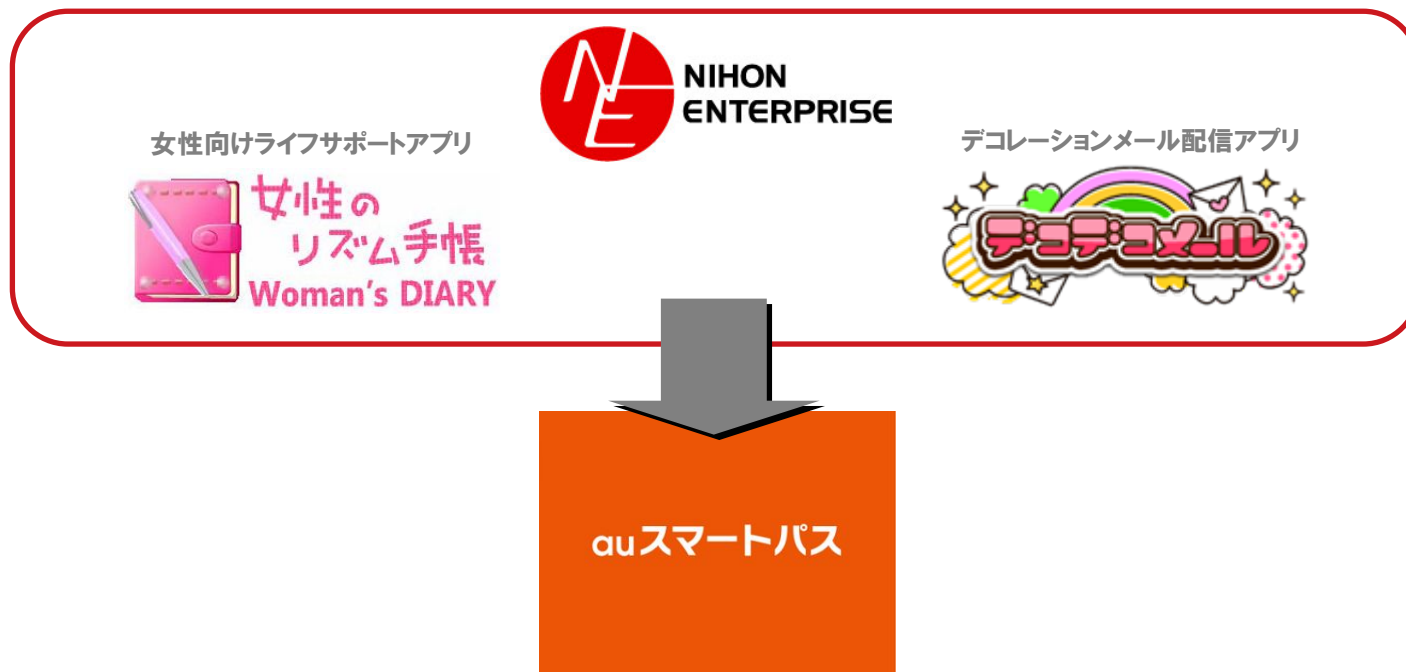 NIHON
ENTERPRISE
女性向けライフサポートアプリ
女性の
リズム手帳
Woman's DIARY
デコレーションメール配信アプリ
デコデコメール
auスマートパス